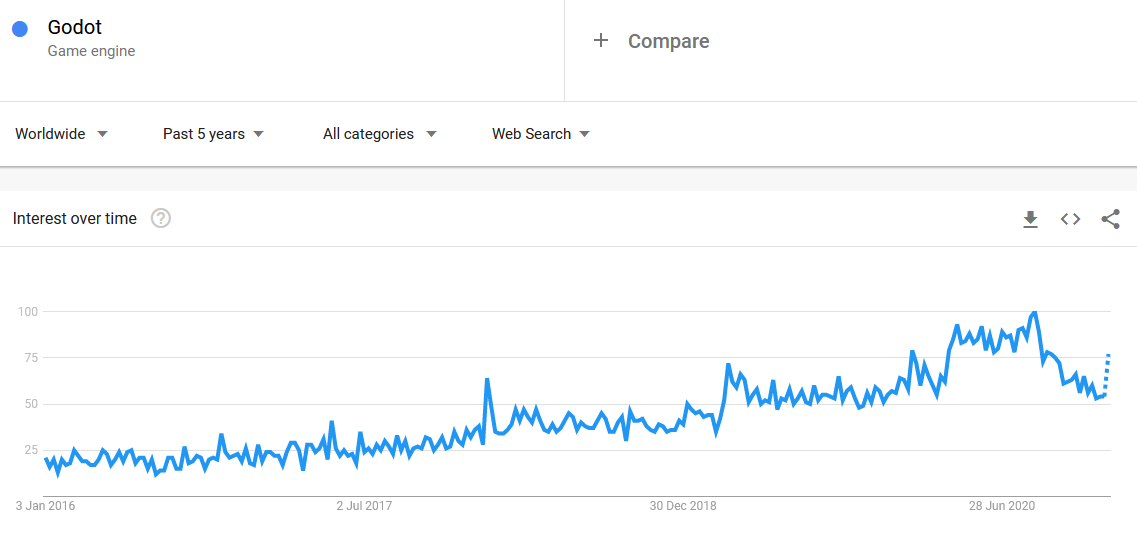 Godot
Game engine
+ Compare
Worldwide
Past 5 years
All categories
Web Search
Interest over time
?
100
75
50
25
3 Jan 2016
2 Jul 2017
30 Dec 2018
28 Jun 2020